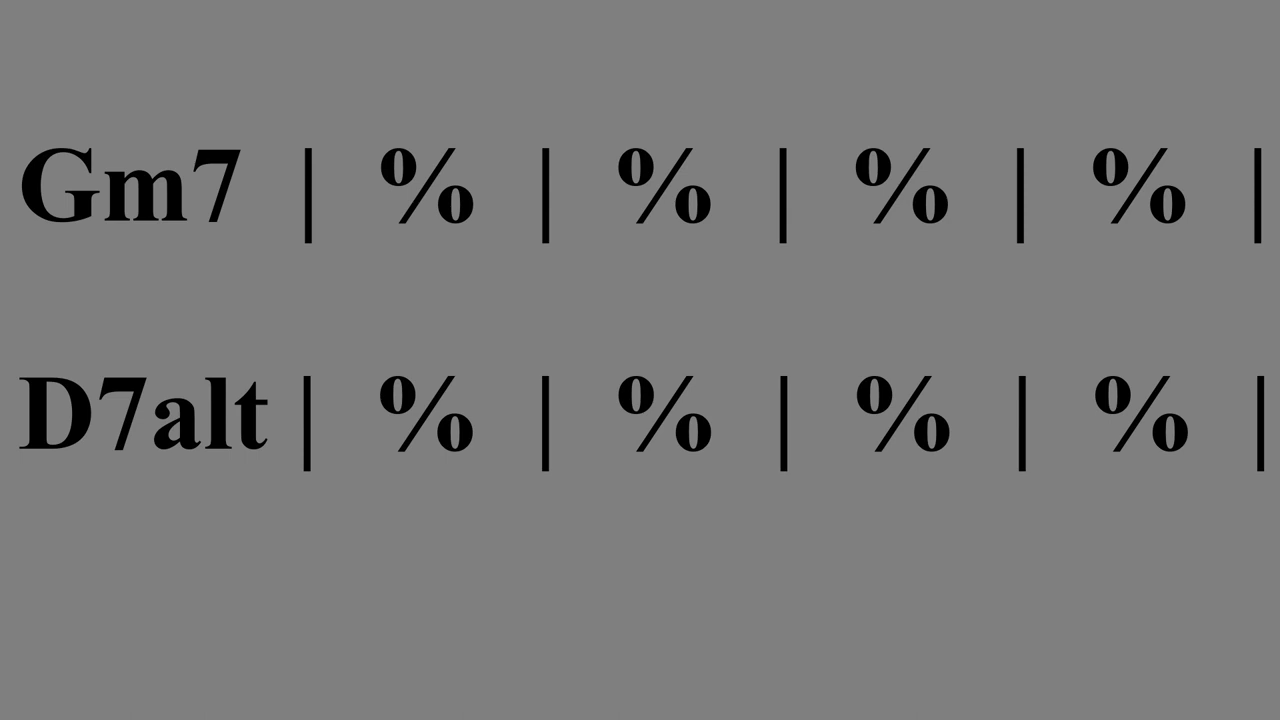 Gm7 | % | % | % | % |
D7alt | % | % | % | % |